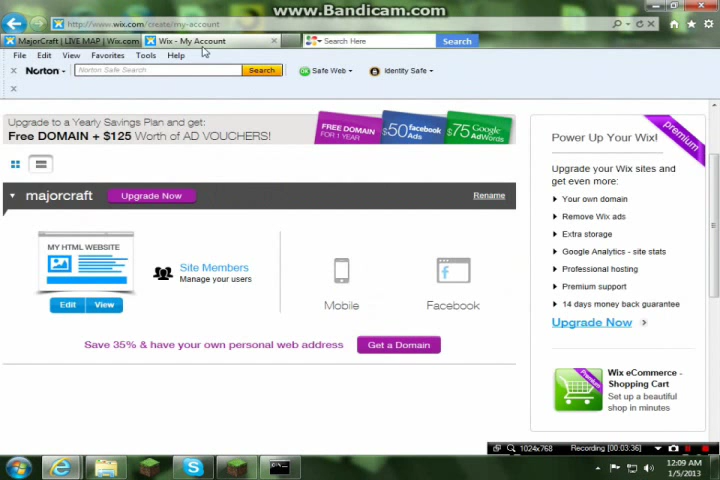 www.Bandicam.com
http://www.wix.com/create/my-account
MajorCraft | LIVE MAP | Wix.com
Wix - My Account
Search Here
Search
File Edit View Favorites Tools Help
Norton
Norton Safe Search
Search
Safe Web
Identity Safe
Upgrade to a Yearly Savings Plan and get:
Free DOMAIN + $125 Worth of AD VOUCHERS!
FREE DOMAIN
FOR 1 YEAR
$50 facebook
Ads
$75 Google
AdWords
majorcraft
Upgrade Now
Rename
MY HTML WEBSITE
Edit
View
Site Members
Manage your users
Mobile
Facebook
Save 35% & have your own personal web address
Get a Domain
Power Up Your Wix!
premium
Upgrade your Wix sites and
get even more:
Your own domain
Remove Wix ads
Extra storage
Google Analytics - site stats
Professional hosting
Premium support
14 days money back guarantee
Upgrade Now
Premium
Wix eCommerce -
Shopping Cart
Set up a beautiful
shop in minutes
1024x768
Recording [00:03:36]
12:09 AM
1/5/2013